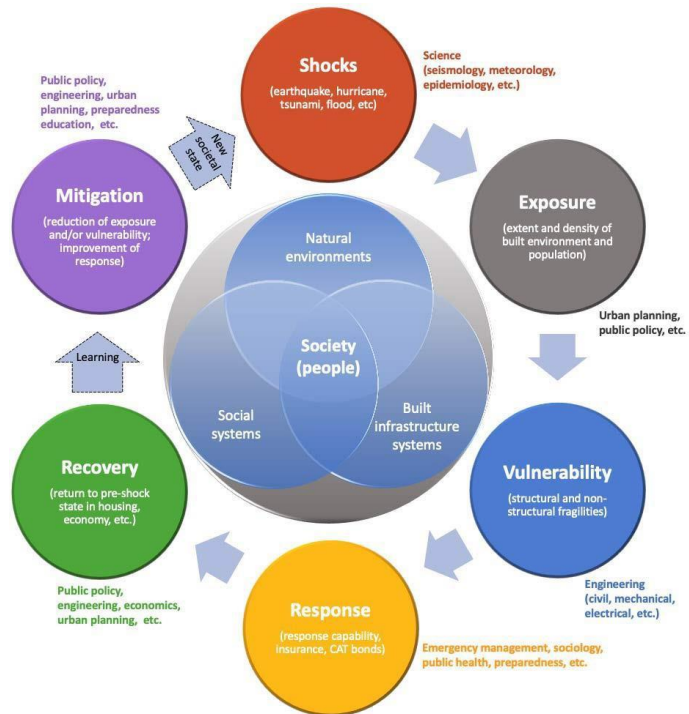 Shocks
(earthquake, hurricane,
tsunami, flood, etc)
Science
(seismology, meteorology,
epidemiology, etc.)
Exposure
(extent and density of
built environment and
population)
Urban planning,
public policy, etc.
Vulnerability
(structural and non-
structural fragilities)
Engineering
(civil, mechanical,
electrical, etc.)
Response
(response capability,
insurance, CAT bonds)
Emergency management, sociology,
public health, preparedness, etc.
Recovery
(return to pre-shock
state in housing,
economy, etc.)
Public policy,
engineering, economics,
urban planning,  etc.
Learning
Mitigation
(reduction of exposure
and/or vulnerability;
improvement of
response)
Public policy,
engineering, urban
planning, preparedness
education,  etc.
New
societal
state
Natural
environments
Society
(people)
Social
systems
Built
infrastructure
systems